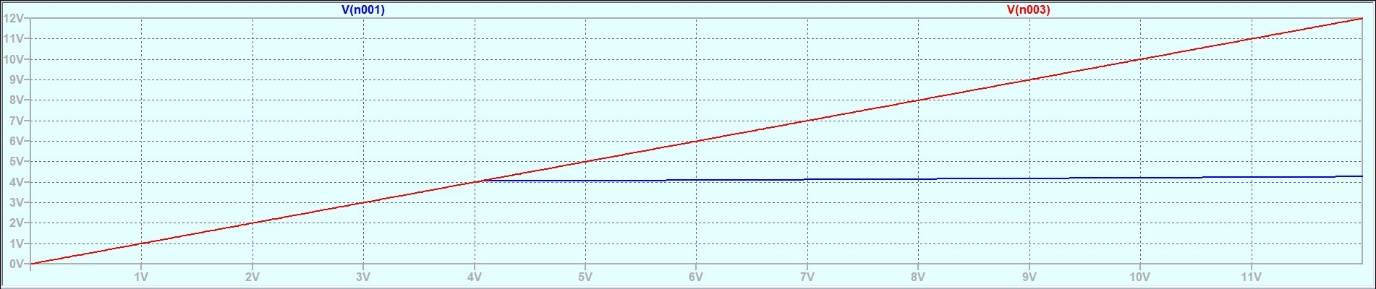 V(n001) V(n003)
12V
11V
10V
9V
8V
7V
6V
5V
4V
3V
2V
1V
0V
1V 2V 3V 4V 5V 6V 7V 8V 9V 10V 11V